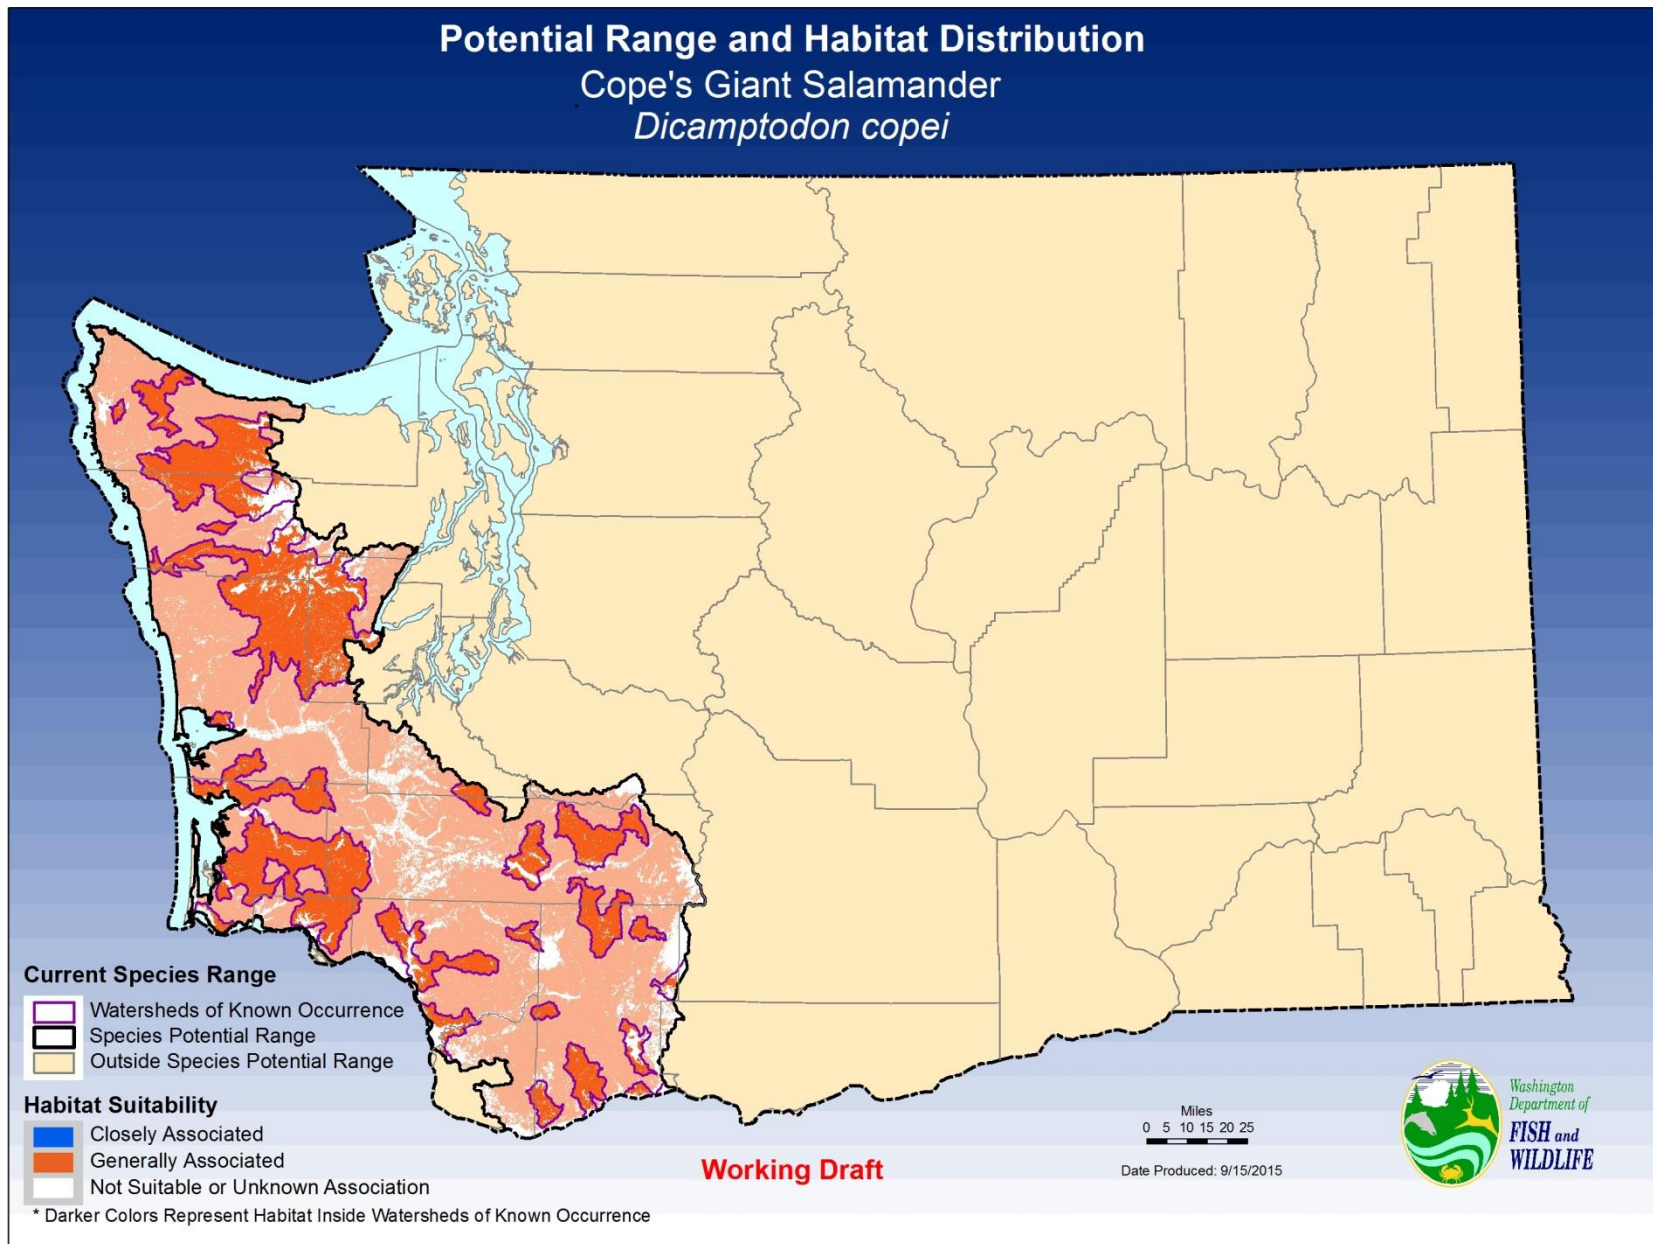 Potential Range and Habitat Distribution
Cope's Giant Salamander
Dicamptodon copei
Current Species Range
Watersheds of Known Occurrence
Species Potential Range
Outside Species Potential Range
Habitat Suitability
Closely Associated
Generally Associated
Not Suitable or Unknown Association
* Darker Colors Represent Habitat Inside Watersheds of Known Occurrence
Working Draft
Miles
0 5 10 15 20 25
Date Produced: 9/15/2015
Washington
Department of
FISH and
WILDLIFE